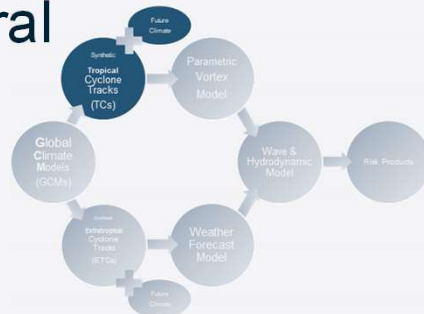 ral
Future
Climate
Synthetic
Tropical
Cyclone
Tracks
(TCs)
Parametric
Vortex
Model
Global
Climate
Models
(GCMs)
Wave &
Hydrodynamic
Model
Risk Products
Synthetic
Extratropical
Cyclone
Tracks
(ETCs)
Weather
Forecast
Model
Future
Climate